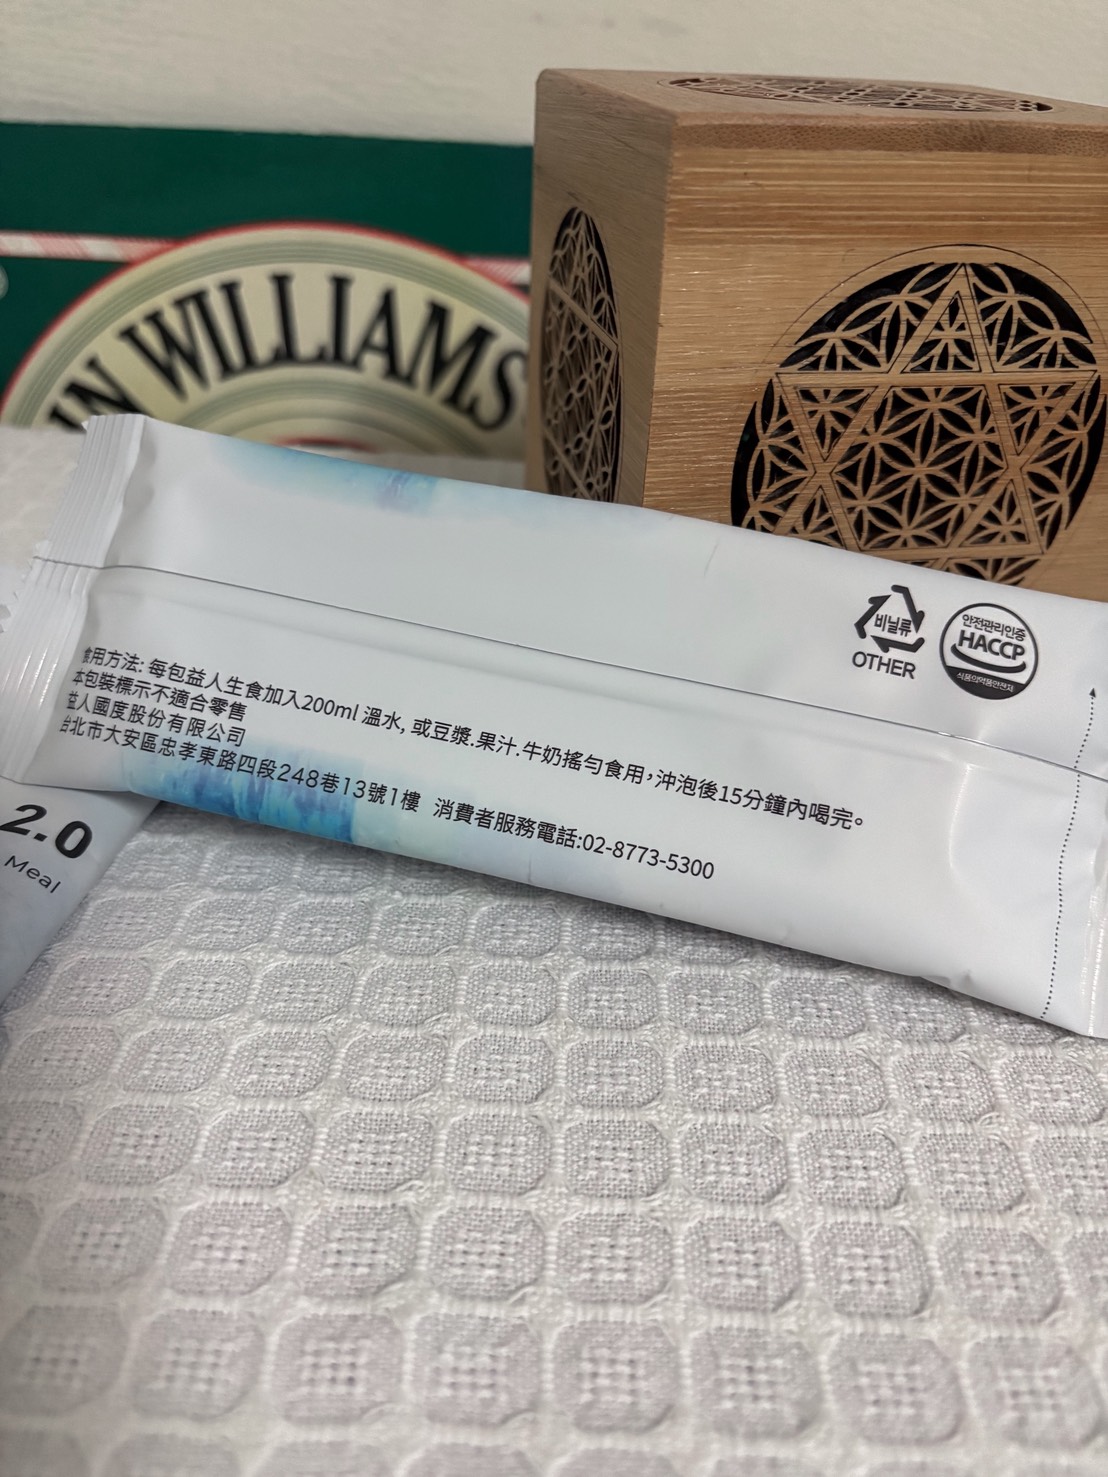 IN WILLIAMS
비닐류
OTHER
안전관리인증
HACCP
식품의약품안전처
食用方法: 每包益人生食加入200ml 溫水, 或豆漿.果汁.牛奶搖勻食用，沖泡後15分鐘內喝完。
本包裝標示不適合零售
益人國度股份有限公司
台北市大安區忠孝東路四段248巷13號1樓 消費者服務電話:02-8773-5300
2.0
Meal